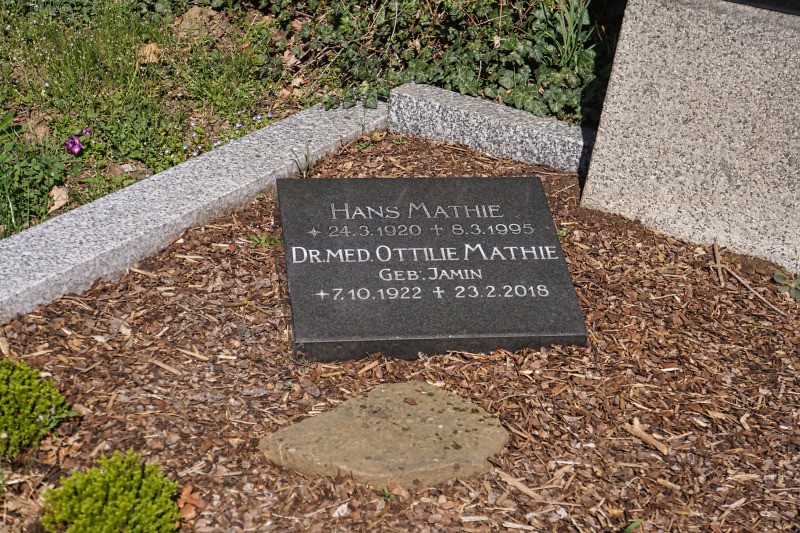 HANS MATHIE
✦ 24.3.1920 ✝ 8.3.1995
DR.MED.OTTILIE MATHIE
GEB. JAMIN
✦ 7.10.1922 ✝ 23.2.2018